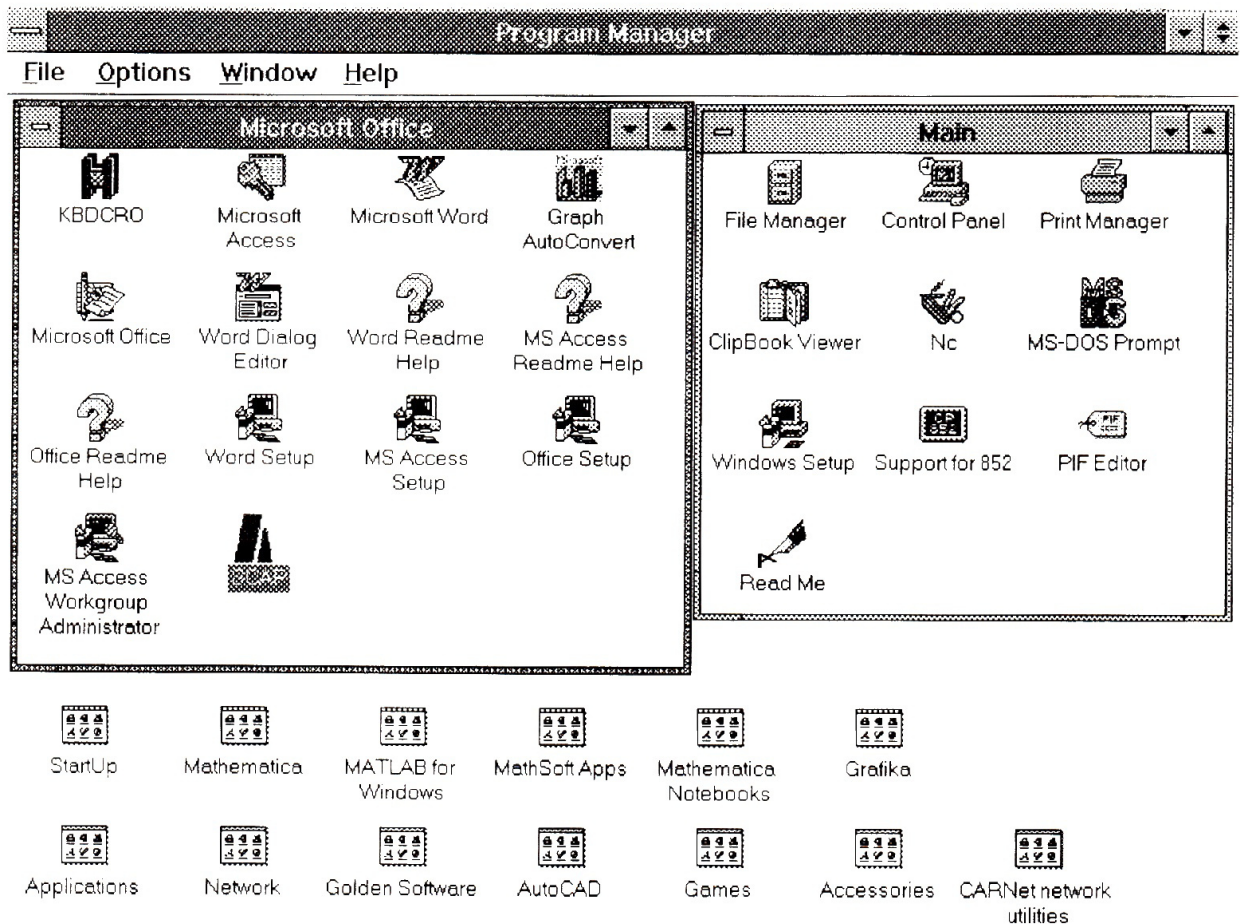 Program Manager
File Options Window Help
Microsoft Office
KBDCRO
Microsoft
Access
Microsoft Word
Graph
AutoConvert
Microsoft Office
Word Dialog
Editor
Word Readme
Help
MS Access
Readme Help
Office Readme
Help
Word Setup
MS Access
Setup
Office Setup
MS Access
Workgroup
Administrator
Main
File Manager
Control Panel
Print Manager
ClipBook Viewer
Nc
MS
DOS
MS-DOS Prompt
Windows Setup
Support for 852
PIF
PIF Editor
Read Me
StartUp
Mathematica
MATLAB for
Windows
MathSoft Apps
Mathematica
Notebooks
Grafika
Applications
Network
Golden Software
AutoCAD
Games
Accessories
CARNet network
utilities